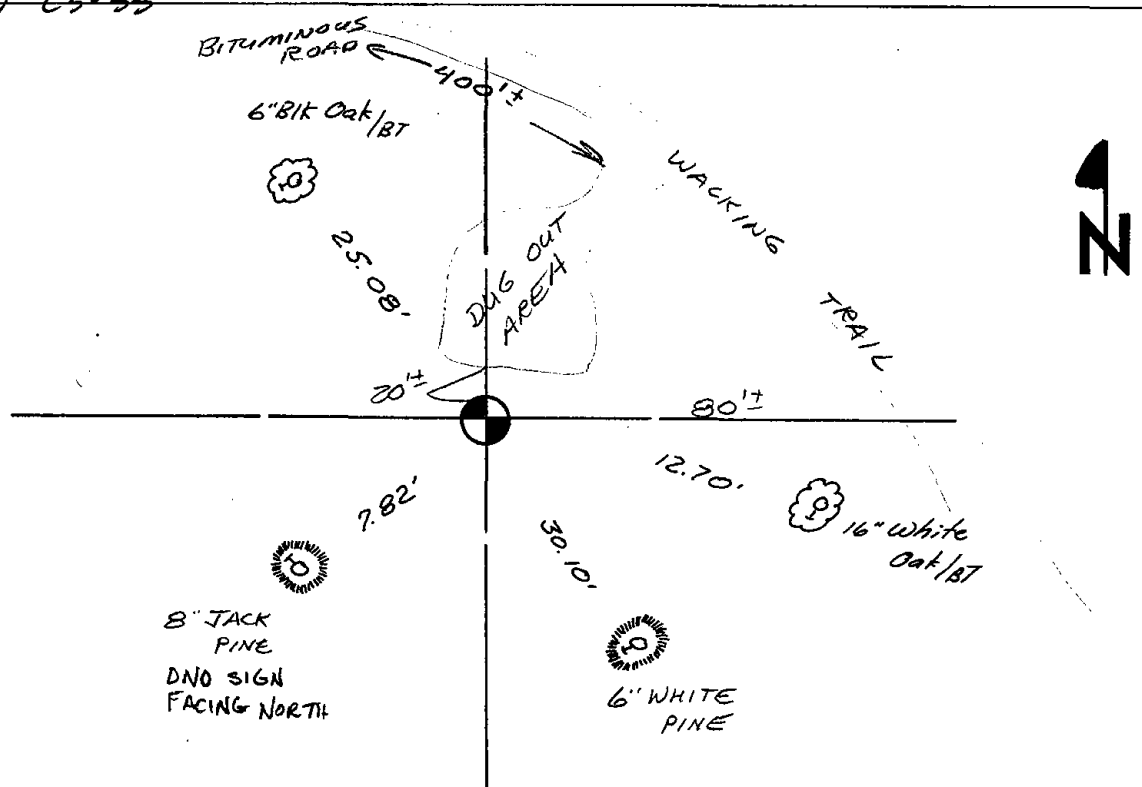 BITUMINOUS
ROAD
400'±
6" Blk Oak/BT
WACKING
TRAIL
N
25.08'
DUG OUT
AREA
20'±
80'±
12.70'
7.82'
30.10'
16" White
Oak/BT
8" JACK
PINE
DNO SIGN
FACING NORTH
6" WHITE
PINE